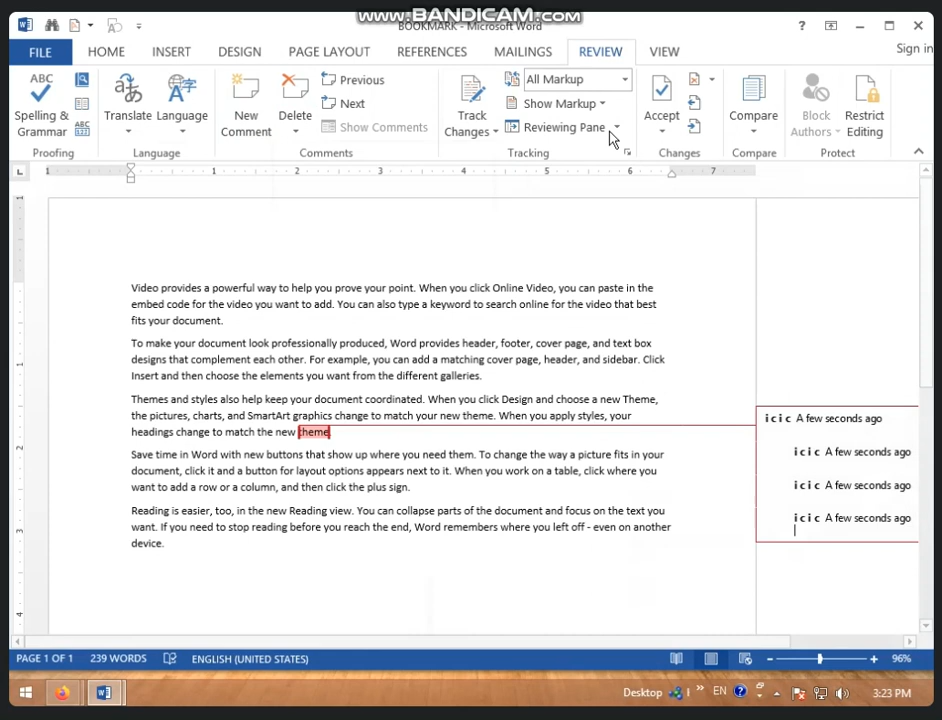 www.BANDICAM.com
BOOKMARK - Microsoft Word
?
Sign in
FILE HOME INSERT DESIGN PAGE LAYOUT REFERENCES MAILINGS REVIEW VIEW
ABC
Spelling & Grammar
ABC
123
Translate
Language
New Comment
Delete
Previous
Next
Show Comments
Track Changes
All Markup
Show Markup
Reviewing Pane
Accept
Compare
Block Authors
Restrict Editing
Proofing Language Comments Tracking Changes Compare Protect
L
1 1 2 3 4 5 6 7
1
1
2
3
4
Video provides a powerful way to help you prove your point. When you click Online Video, you can paste in the
embed code for the video you want to add. You can also type a keyword to search online for the video that best
fits your document.
To make your document look professionally produced, Word provides header, footer, cover page, and text box
designs that complement each other. For example, you can add a matching cover page, header, and sidebar. Click
Insert and then choose the elements you want from the different galleries.
Themes and styles also help keep your document coordinated. When you click Design and choose a new Theme,
the pictures, charts, and SmartArt graphics change to match your new theme. When you apply styles, your
headings change to match the new theme.
Save time in Word with new buttons that show up where you need them. To change the way a picture fits in your
document, click it and a button for layout options appears next to it. When you work on a table, click where you
want to add a row or a column, and then click the plus sign.
Reading is easier, too, in the new Reading view. You can collapse parts of the document and focus on the text you
want. If you need to stop reading before you reach the end, Word remembers where you left off - even on another
device.
icic A few seconds ago
icic A few seconds ago
icic A few seconds ago
icic A few seconds ago
PAGE 1 OF 1 239 WORDS ENGLISH (UNITED STATES) 96%
Desktop » EN 3:23 PM